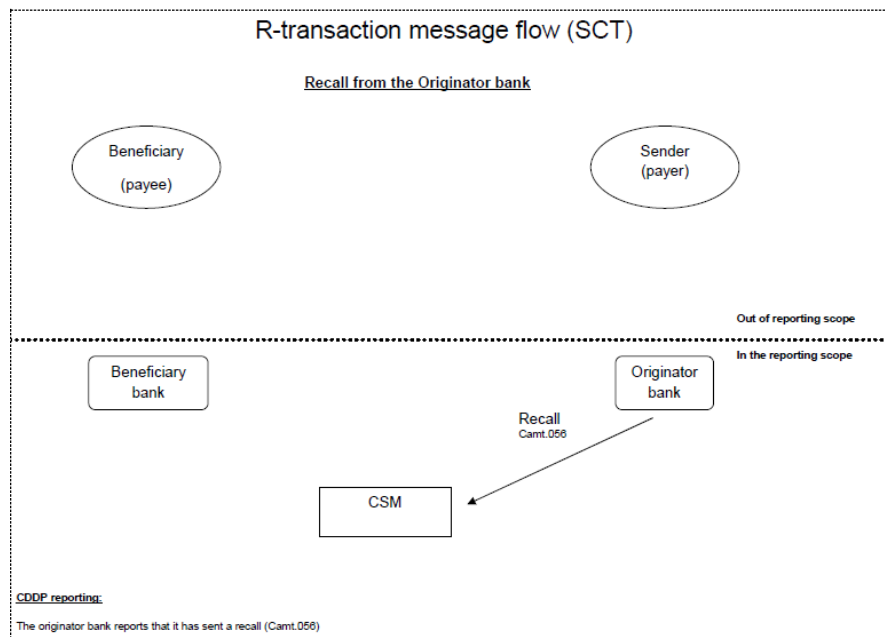 R-transaction message flow (SCT)
Recall from the Originator bank
Beneficiary
(payee)
Sender
(payer)
Out of reporting scope
In the reporting scope
Beneficiary
bank
Originator
bank
Recall
Camt.056
CSM
CDDP reporting:
The originator bank reports that it has sent a recall (Camt.056)